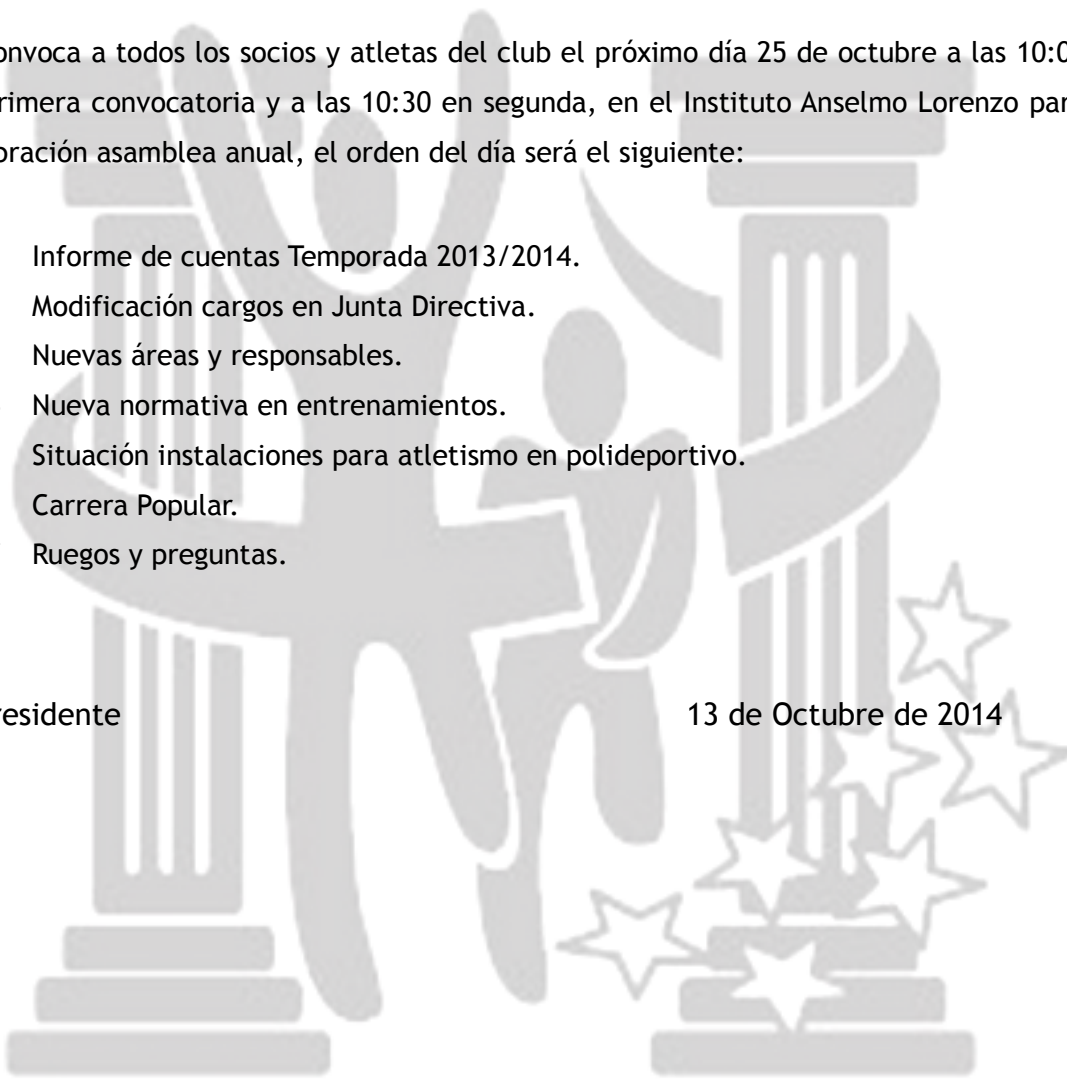 onvoca a todos los socios y atletas del club el próximo día 25 de octubre a las 10:0
rimera convocatoria y a las 10:30 en segunda, en el Instituto Anselmo Lorenzo par
oración asamblea anual, el orden del día será el siguiente:
Informe de cuentas Temporada 2013/2014.
Modificación cargos en Junta Directiva.
Nuevas áreas y responsables.
Nueva normativa en entrenamientos.
Situación instalaciones para atletismo en polideportivo.
Carrera Popular.
Ruegos y preguntas.
residente 13 de Octubre de 2014